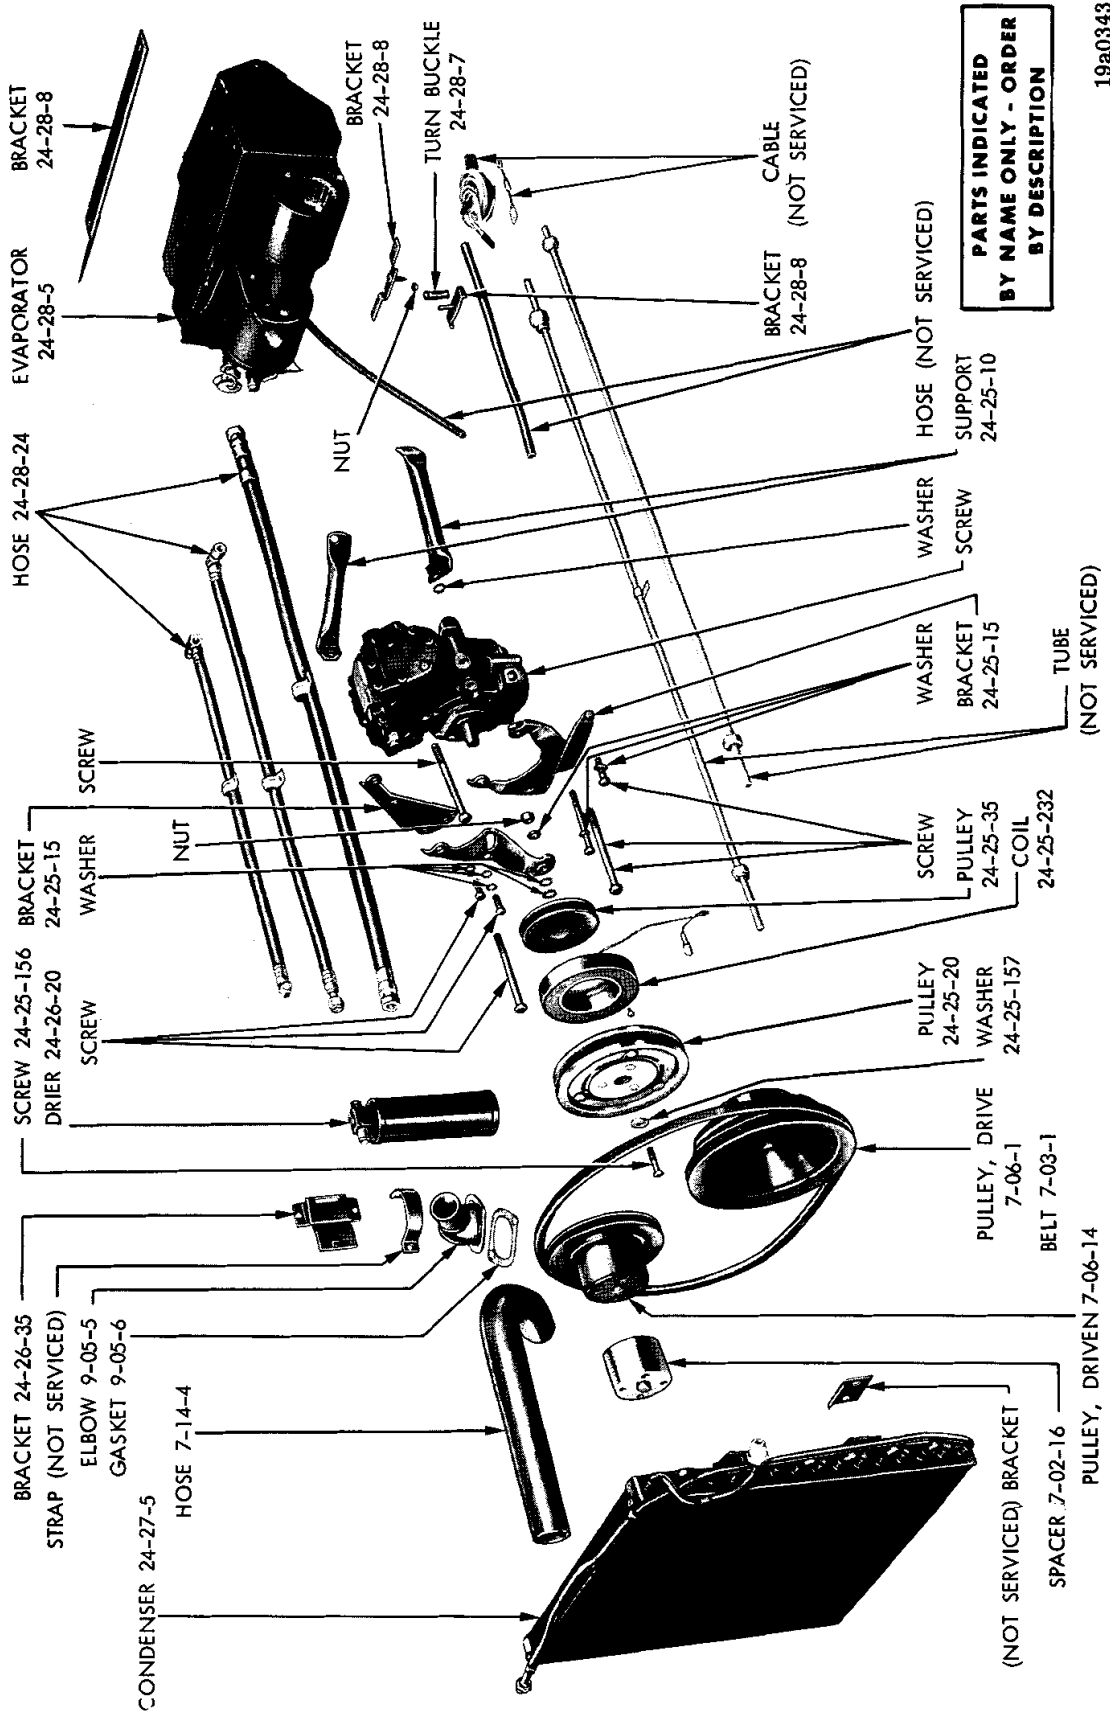 CONDENSER 24-27-5
BRACKET 24-26-35
STRAP (NOT SERVICED)
ELBOW 9-05-5
GASKET 9-05-6
HOSE 7-14-4
SCREW 24-25-156
DRIER 24-26-20
SCREW
BRACKET
24-25-15
WASHER
NUT
SCREW
HOSE 24-28-24
EVAPORATOR
24-28-5
BRACKET
24-28-8
NUT
BRACKET
24-28-8
TURN BUCKLE
24-28-7
CABLE
(NOT SERVICED)
BRACKET
24-28-8
HOSE (NOT SERVICED)
SUPPORT
24-25-10
WASHER
SCREW
WASHER
BRACKET
24-25-15
TUBE
(NOT SERVICED)
SCREW
PULLEY
24-25-35
COIL
24-25-232
PULLEY
24-25-20
WASHER
24-25-157
PULLEY, DRIVE
7-06-1
BELT 7-03-1
PULLEY, DRIVEN 7-06-14
SPACER 7-02-16
(NOT SERVICED) BRACKET
PARTS INDICATED
BY NAME ONLY - ORDER
BY DESCRIPTION
19a0343